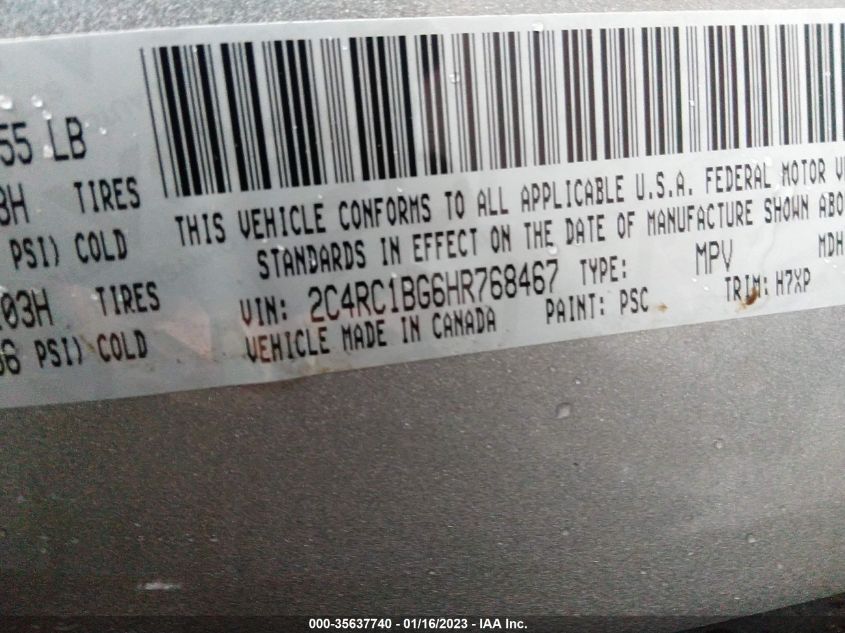 55 LB
3H TIRES
PSI) COLD
03H TIRES
PSI) COLD
THIS VEHICLE CONFORMS TO ALL APPLICABLE U.S.A. FEDERAL MOTOR V
STANDARDS IN EFFECT ON THE DATE OF MANUFACTURE SHOWN ABO
VIN: 2C4RC1BG6HR768467 TYPE: MPV MDH
VEHICLE MADE IN CANADA PAINT: PSC TRIM: H7XP
000-35637740 - 01/16/2023 - IAA Inc.